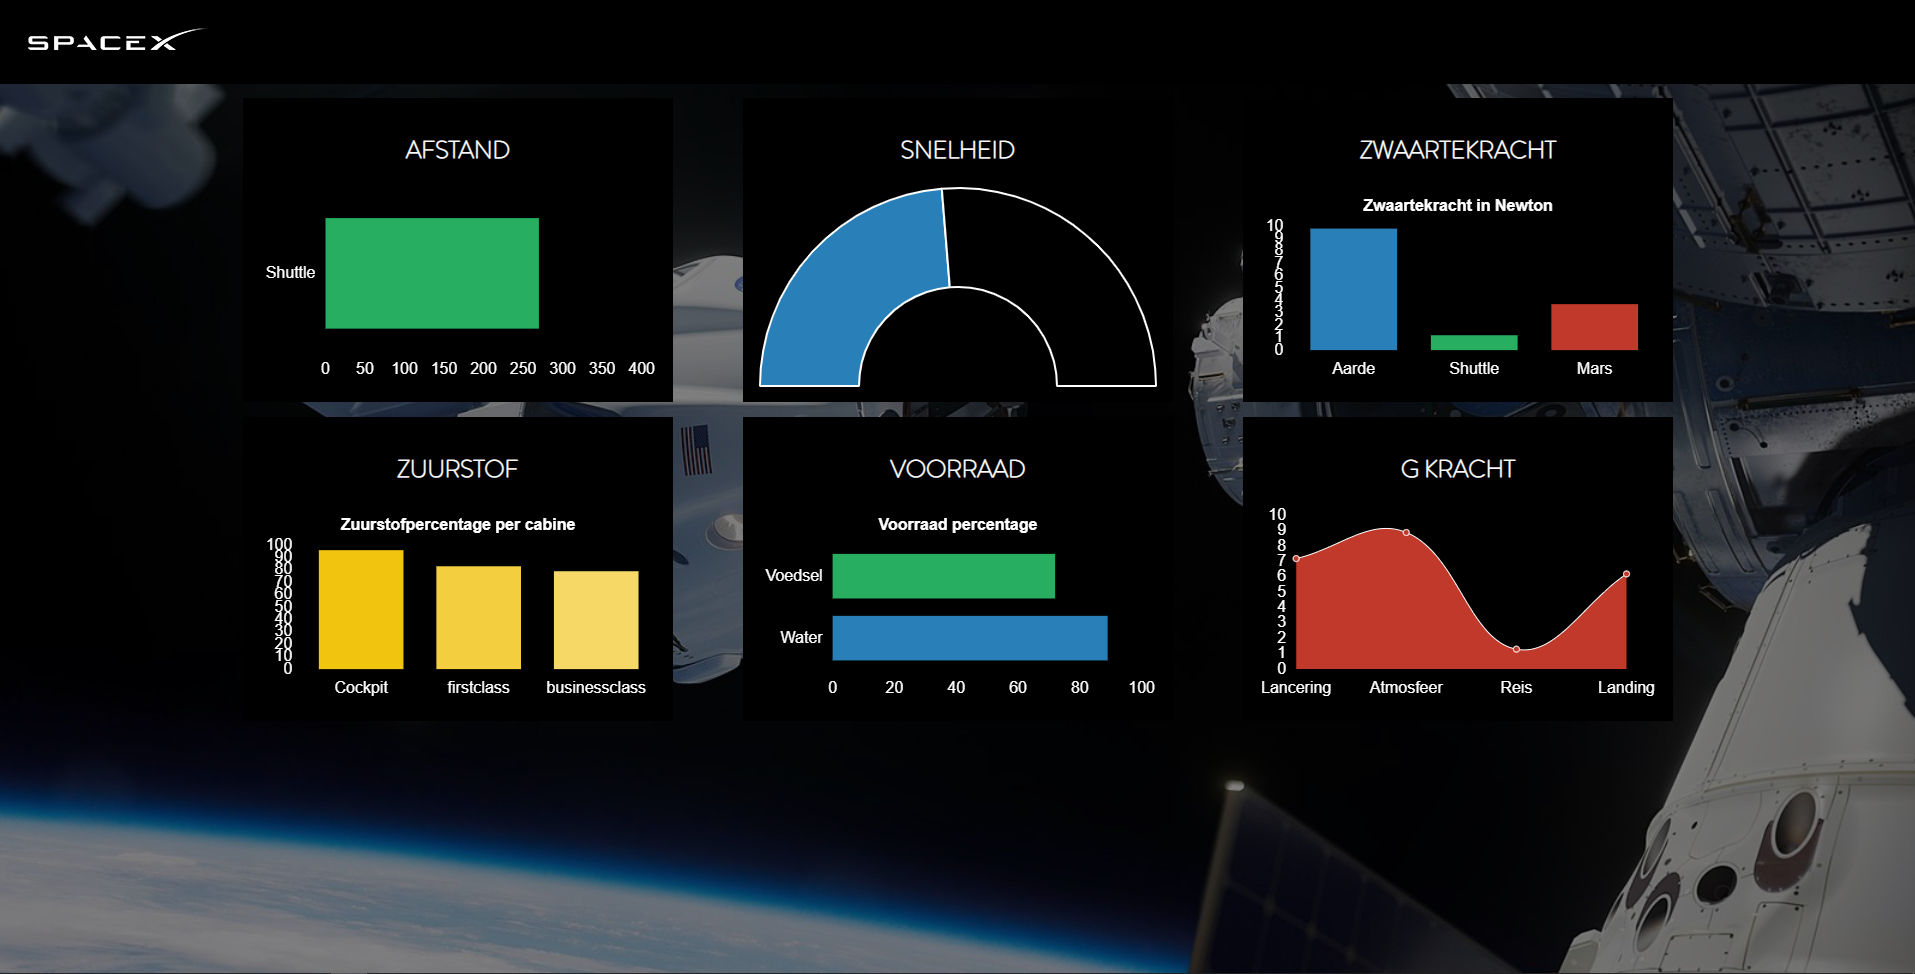 SPACEX
AFSTAND
Shuttle
0 50 100 150 200 250 300 350 400
SNELHEID
ZWAARTEKRACHT
Zwaartekracht in Newton
10
9
8
7
6
5
4
3
2
1
0
Aarde Shuttle Mars
ZUURSTOF
Zuurstofpercentage per cabine
100
90
80
70
60
50
40
30
20
10
0
Cockpit firstclass businessclass
VOORRAAD
Voorraad percentage
Voedsel
Water
0 20 40 60 80 100
G KRACHT
10
9
8
7
6
5
4
3
2
1
0
Lancering Atmosfeer Reis Landing